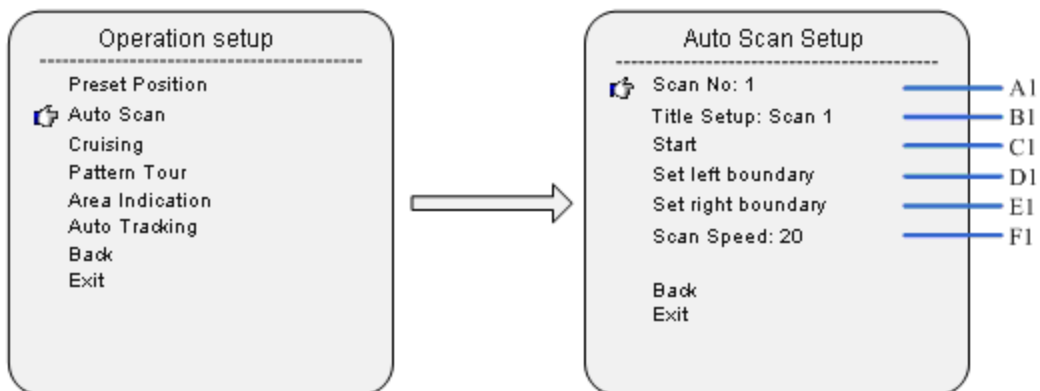 Operation setup
Preset Position
Auto Scan
Cruising
Pattern Tour
Area Indication
Auto Tracking
Back
Exit
Auto Scan Setup
Scan No: 1
A1
Title Setup: Scan 1
B1
Start
C1
Set left boundary
D1
Set right boundary
E1
Scan Speed: 20
F1
Back
Exit